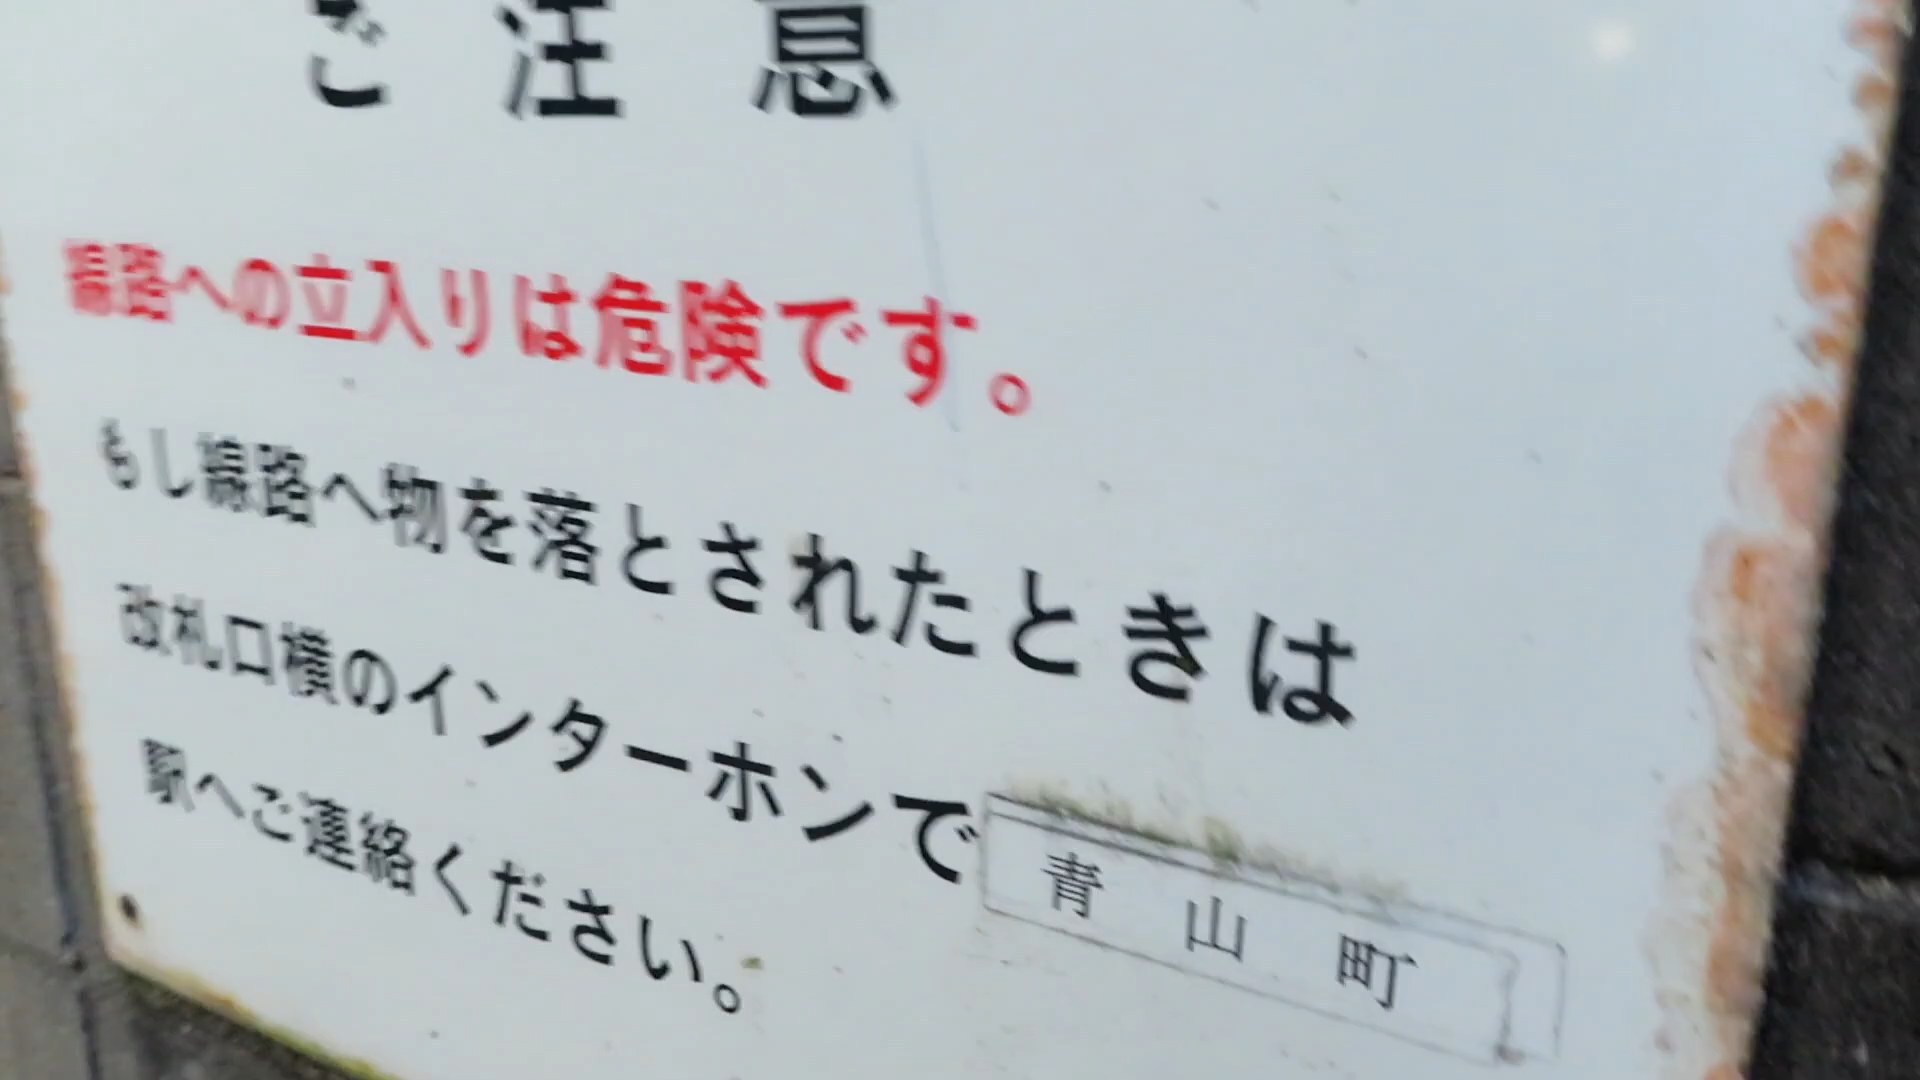 ご注意
線路への立入りは危険です。
もし線路へ物を落とされたときは
改札口横のインターホンで青山町
駅へご連絡ください。